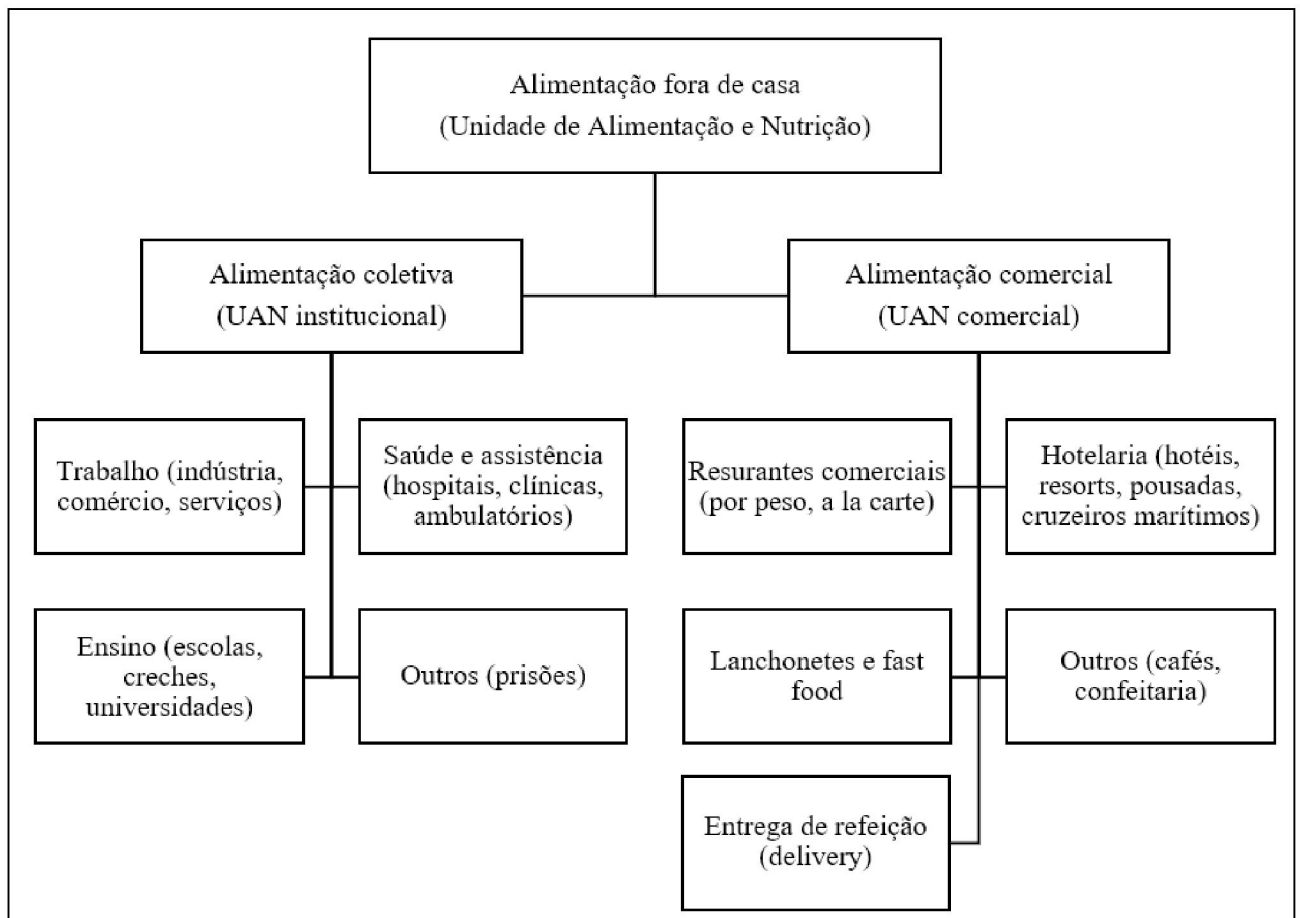 Alimentação fora de casa
(Unidade de Alimentação e Nutrição)
Alimentação coletiva
(UAN institucional)
Alimentação comercial
(UAN comercial)
Trabalho (indústria,
comércio, serviços)
Saúde e assistência
(hospitais, clínicas,
ambulatórios)
Resurantes comerciais
(por peso, a la carte)
Hotelaria (hotéis,
resorts, pousadas,
cruzeiros marítimos)
Ensino (escolas,
creches,
universidades)
Outros (prisões)
Lanchonetes e fast
food
Outros (cafés,
confeitaria)
Entrega de refeição
(delivery)